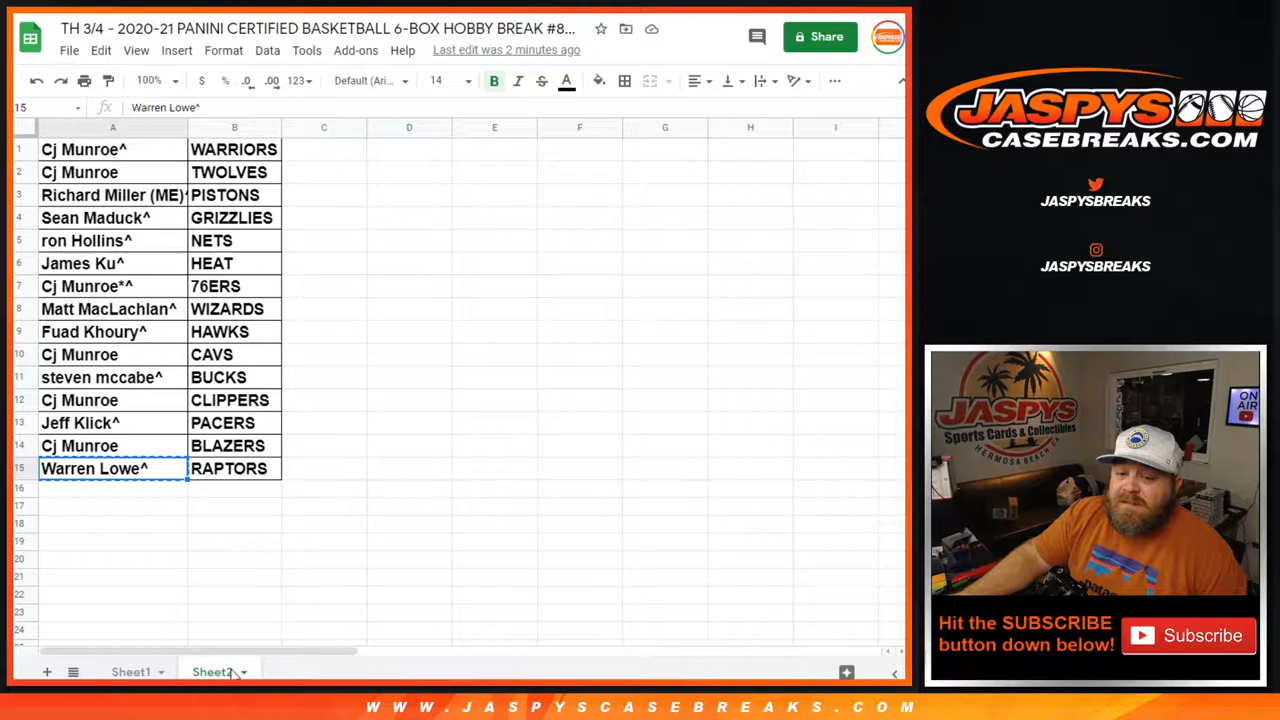 TH 3/4 - 2020-21 PANINI CERTIFIED BASKETBALL 6-BOX HOBBY BREAK #8...
File Edit View Insert Format Data Tools Add-ons Help Last edit was 2 minutes ago
Share
100% $ % .0 .00 123 Default (Ari... 14 B I S A
15 fx Warren Lowe^
A B C D E F G H I
1 Cj Munroe^ WARRIORS
2 Cj Munroe TWOLVES
3 Richard Miller (ME)^ PISTONS
4 Sean Maduck^ GRIZZLIES
5 ron Hollins^ NETS
6 James Ku^ HEAT
7 Cj Munroe*^ 76ERS
8 Matt MacLachlan^ WIZARDS
9 Fuad Khoury^ HAWKS
10 Cj Munroe CAVS
11 steven mccabe^ BUCKS
12 Cj Munroe CLIPPERS
13 Jeff Klick^ PACERS
14 Cj Munroe BLAZERS
15 Warren Lowe^ RAPTORS
16
17
18
19
20
21
22
23
24
Sheet1 Sheet2
JASPYS
CASEBREAKS.COM
JASPYSBREAKS
JASPYSBREAKS
JASPYS
Sports Cards & Collectibles
HERMOSA BEACH
ON
AIR
Hit the SUBSCRIBE
button down below!
Subscribe
WWW.JASPYSCASEBREAKS.COM